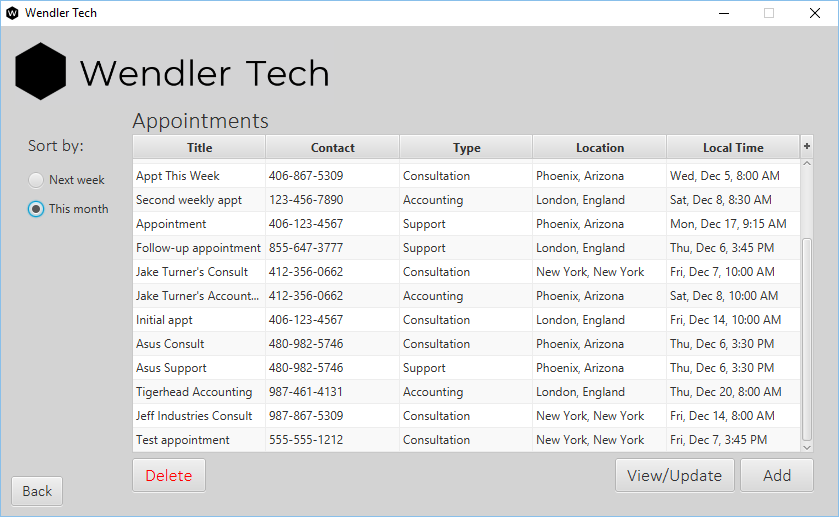 Wendler Tech
Wendler Tech
Appointments
Sort by:
Next week
This month
Title Contact Type Location Local Time +
Appt This Week 406-867-5309 Consultation Phoenix, Arizona Wed, Dec 5, 8:00 AM
Second weekly appt 123-456-7890 Accounting London, England Sat, Dec 8, 8:30 AM
Appointment 406-123-4567 Support Phoenix, Arizona Mon, Dec 17, 9:15 AM
Follow-up appointment 855-647-3777 Support London, England Thu, Dec 6, 3:45 PM
Jake Turner's Consult 412-356-0662 Consultation New York, New York Fri, Dec 7, 10:00 AM
Jake Turner's Account... 412-356-0662 Accounting Phoenix, Arizona Sat, Dec 8, 10:00 AM
Initial appt 406-123-4567 Consultation London, England Fri, Dec 14, 10:00 AM
Asus Consult 480-982-5746 Consultation Phoenix, Arizona Thu, Dec 6, 3:30 PM
Asus Support 480-982-5746 Support Phoenix, Arizona Thu, Dec 6, 3:30 PM
Tigerhead Accounting 987-461-4131 Accounting London, England Thu, Dec 20, 8:00 AM
Jeff Industries Consult 987-867-5309 Consultation New York, New York Fri, Dec 14, 8:00 AM
Test appointment 555-555-1212 Consultation New York, New York Fri, Dec 7, 3:45 PM
Delete View/Update Add
Back